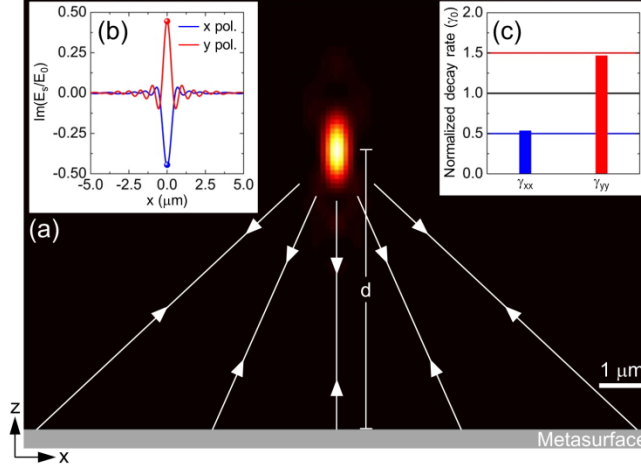 (b)
x pol.
y pol.
Im(Es/E0)
0.50
0.25
0.00
-0.25
-0.50
-5.0 -2.5 0.0 2.5 5.0
x (μm)
(c)
Normalized decay rate (γ0)
2.0
1.5
1.0
0.5
0.0
γxx γyy
(a)
d
1 μm
z
x
Metasurface